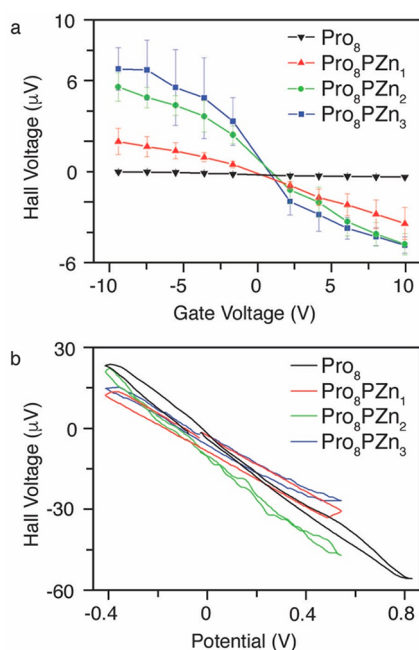 a
Pro8
Pro8PZn1
Pro8PZn2
Pro8PZn3
Hall Voltage (μV)
12
6
0
-6
-10
-5
0
5
10
Gate Voltage (V)
b
Pro8
Pro8PZn1
Pro8PZn2
Pro8PZn3
Hall Voltage (μV)
30
0
-30
-60
-0.4
0
0.4
0.8
Potential (V)